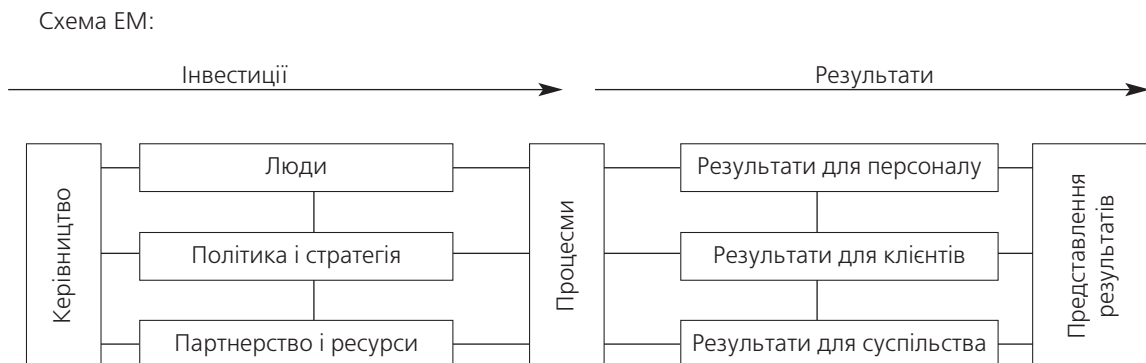 Схема ЕМ:
Інвестиції
Результати
Керівництво
Люди
Політика і стратегія
Партнерство і ресурси
Процесми
Результати для персоналу
Результати для клієнтів
Результати для суспільства
Представлення
результатів